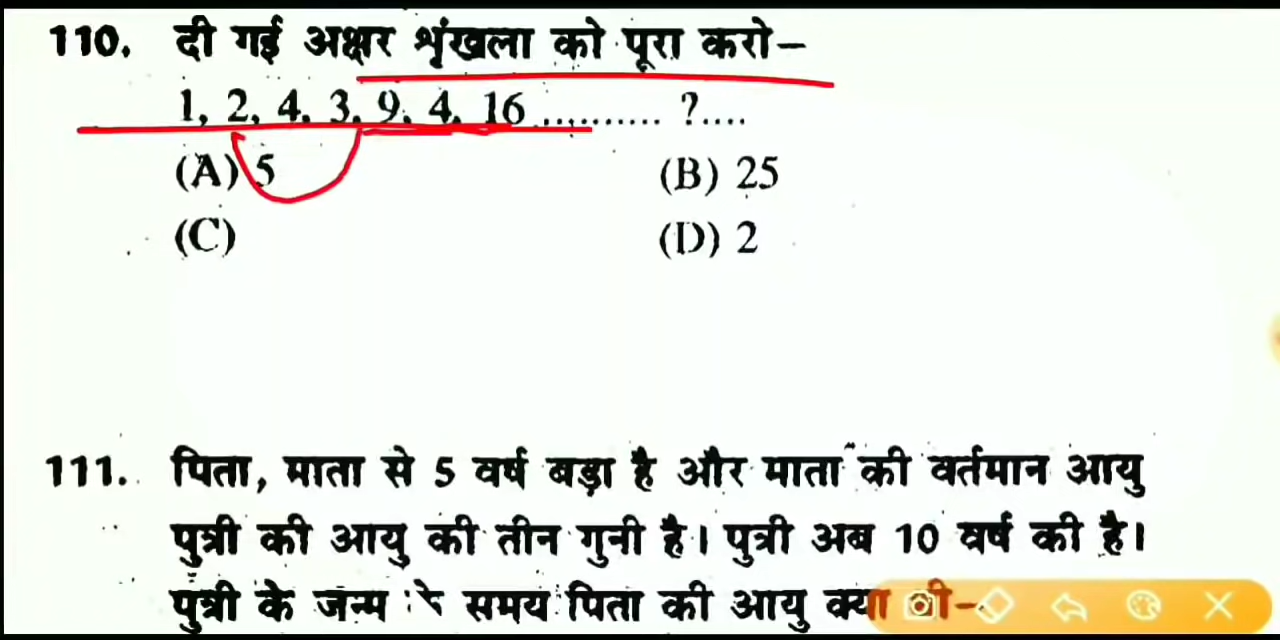 110. दी गई अक्षर श्रृंखला को पूरा करो–
1, 2, 4, 3, 9, 4, 16 ........... ?....
(A) 5 (B) 25
(C) (D) 2
111. पिता, माता से 5 वर्ष बड़ा है और माता की वर्तमान आयु
पुत्री की आयु की तीन गुनी है। पुत्री अब 10 वर्ष की है।
पुत्री के जन्म के समय पिता की आयु क्या थी–